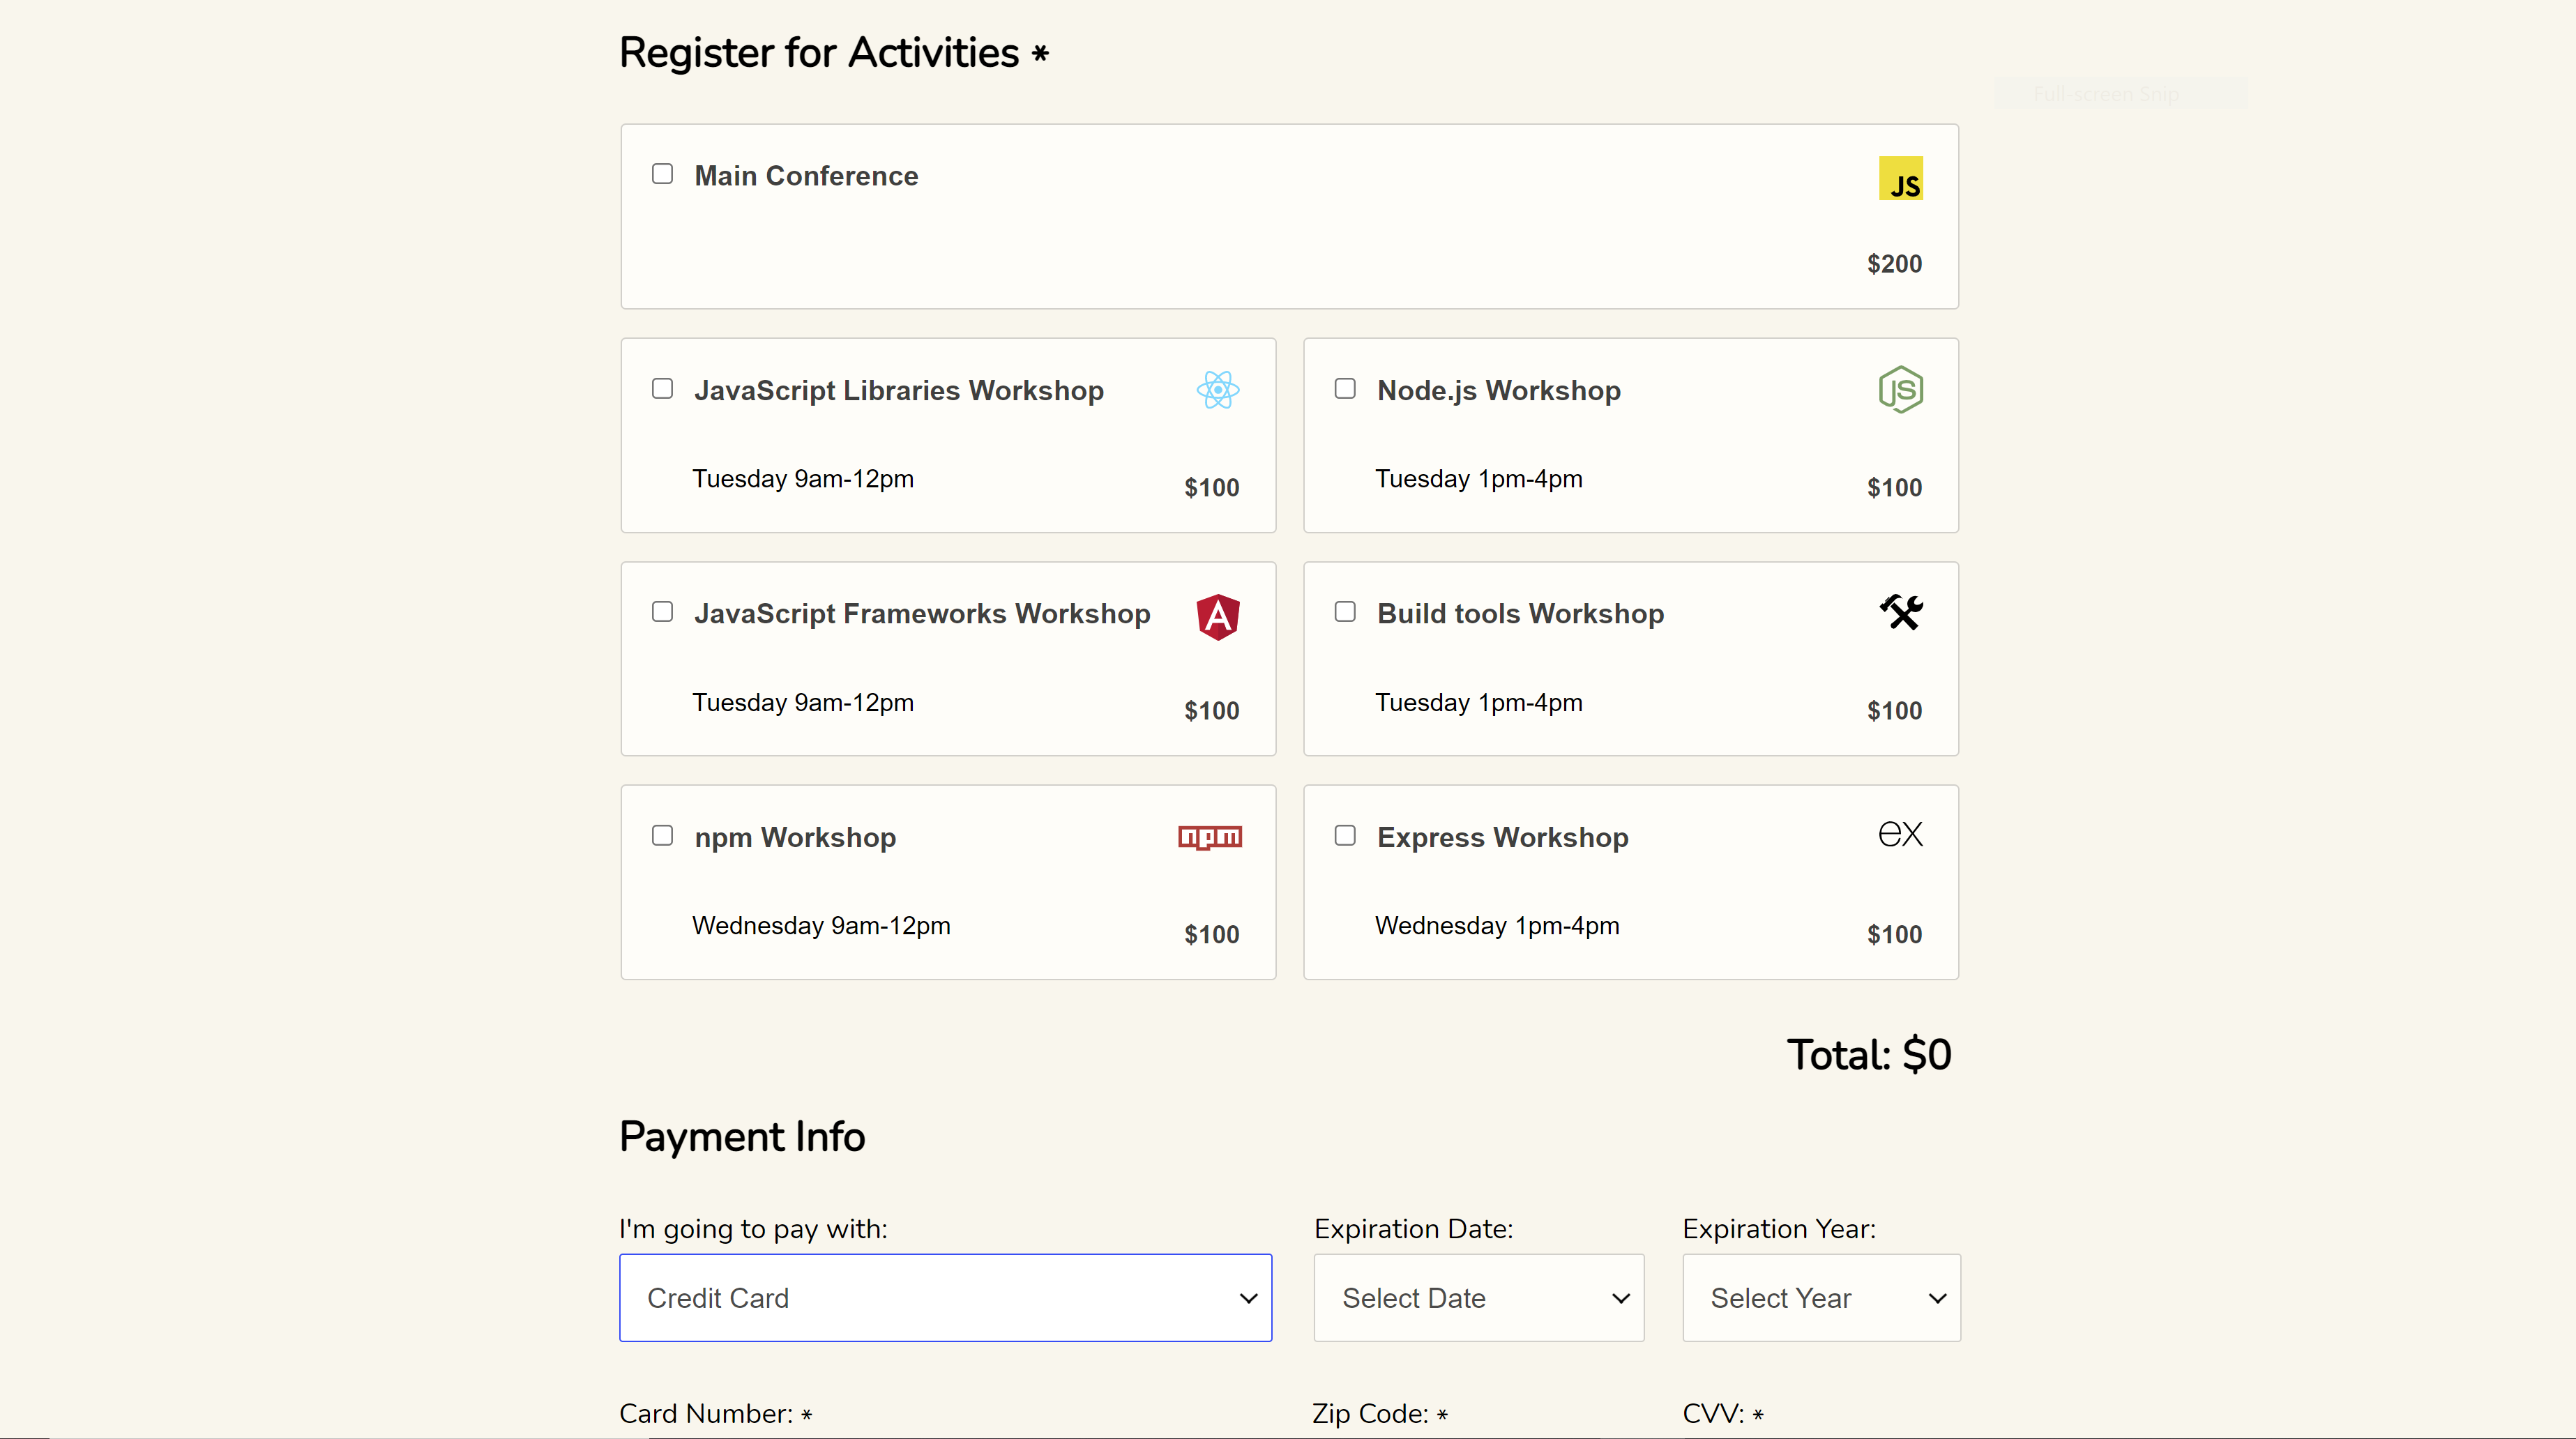 Register for Activities *
Full-screen Snip
Main Conference
JS
$200
JavaScript Libraries Workshop
Tuesday 9am-12pm
$100
Node.js Workshop
JS
Tuesday 1pm-4pm
$100
JavaScript Frameworks Workshop
A
Tuesday 9am-12pm
$100
Build tools Workshop
Tuesday 1pm-4pm
$100
npm Workshop
npm
Wednesday 9am-12pm
$100
Express Workshop
ex
Wednesday 1pm-4pm
$100
Total: $0
Payment Info
I'm going to pay with:
Credit Card
Expiration Date:
Select Date
Expiration Year:
Select Year
Card Number: *
Zip Code: *
CVV: *